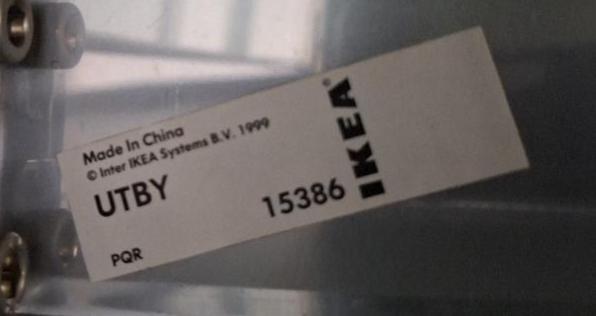 Made In China
© Inter IKEA Systems B.V. 1999
UTBY
15386
PQR
IKEA®